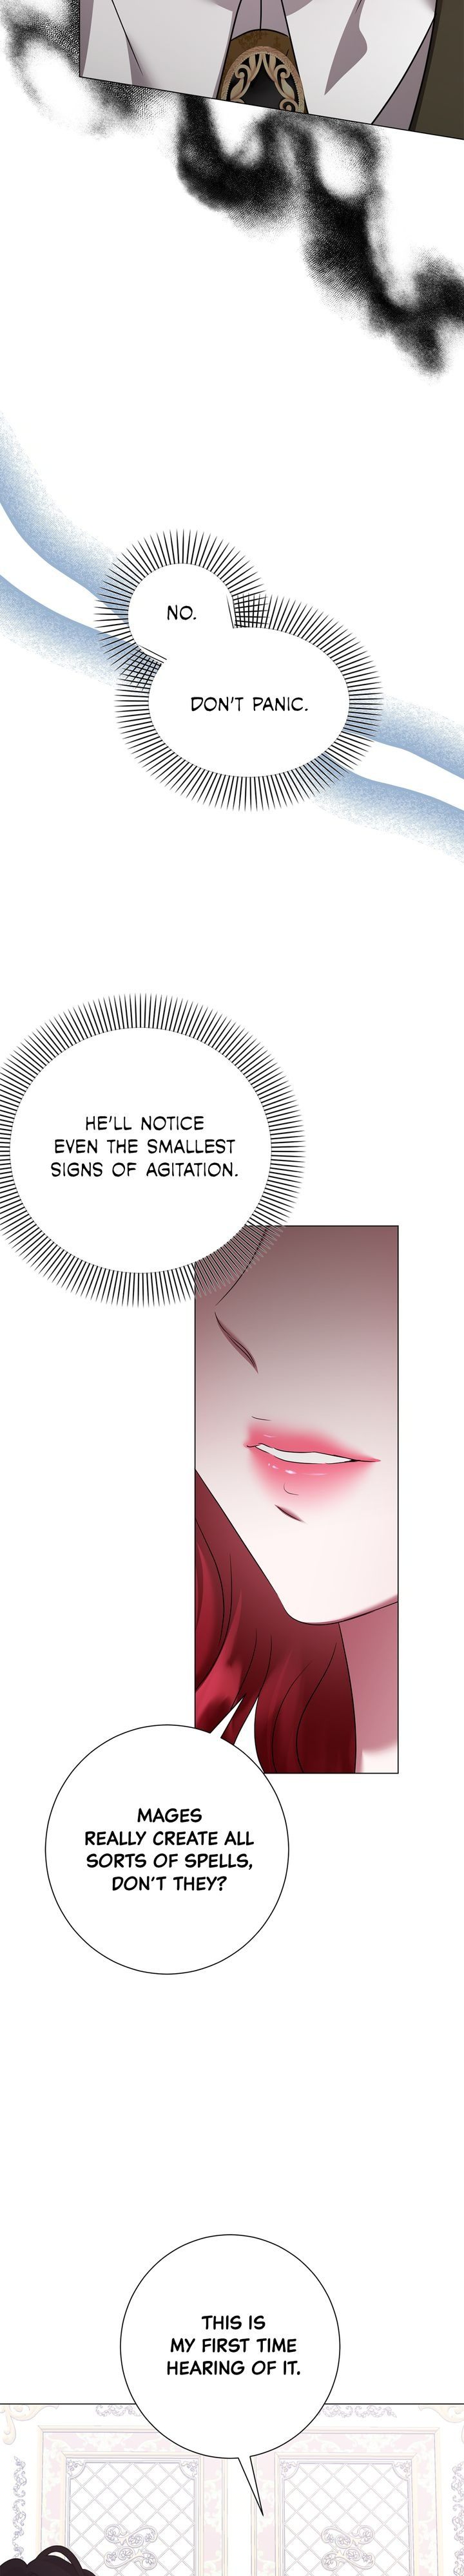 NO.
DON'T PANIC.
HE'LL NOTICE
EVEN THE SMALLEST
SIGNS OF AGITATION.
MAGES
REALLY CREATE ALL
SORTS OF SPELLS,
DON'T THEY?
THIS IS
MY FIRST TIME
HEARING OF IT.